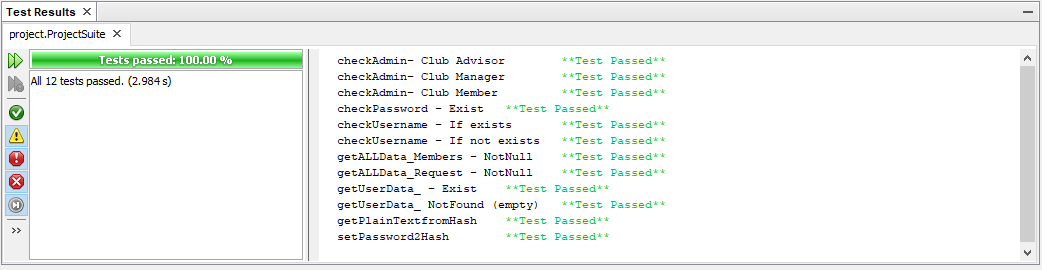 Test Results
project.ProjectSuite
Tests passed: 100.00 %
All 12 tests passed. (2.984 s)
checkAdmin- Club Advisor **Test Passed**
checkAdmin- Club Manager **Test Passed**
checkAdmin- Club Member **Test Passed**
checkPassword - Exist **Test Passed**
checkUsername - If exists **Test Passed**
checkUsername - If not exists **Test Passed**
getALLData_Members - NotNull **Test Passed**
getALLData_Request - NotNull **Test Passed**
getUserData_ - Exist **Test Passed**
getUserData_ NotFound (empty) **Test Passed**
getPlainTextfromHash **Test Passed**
setPassword2Hash **Test Passed**